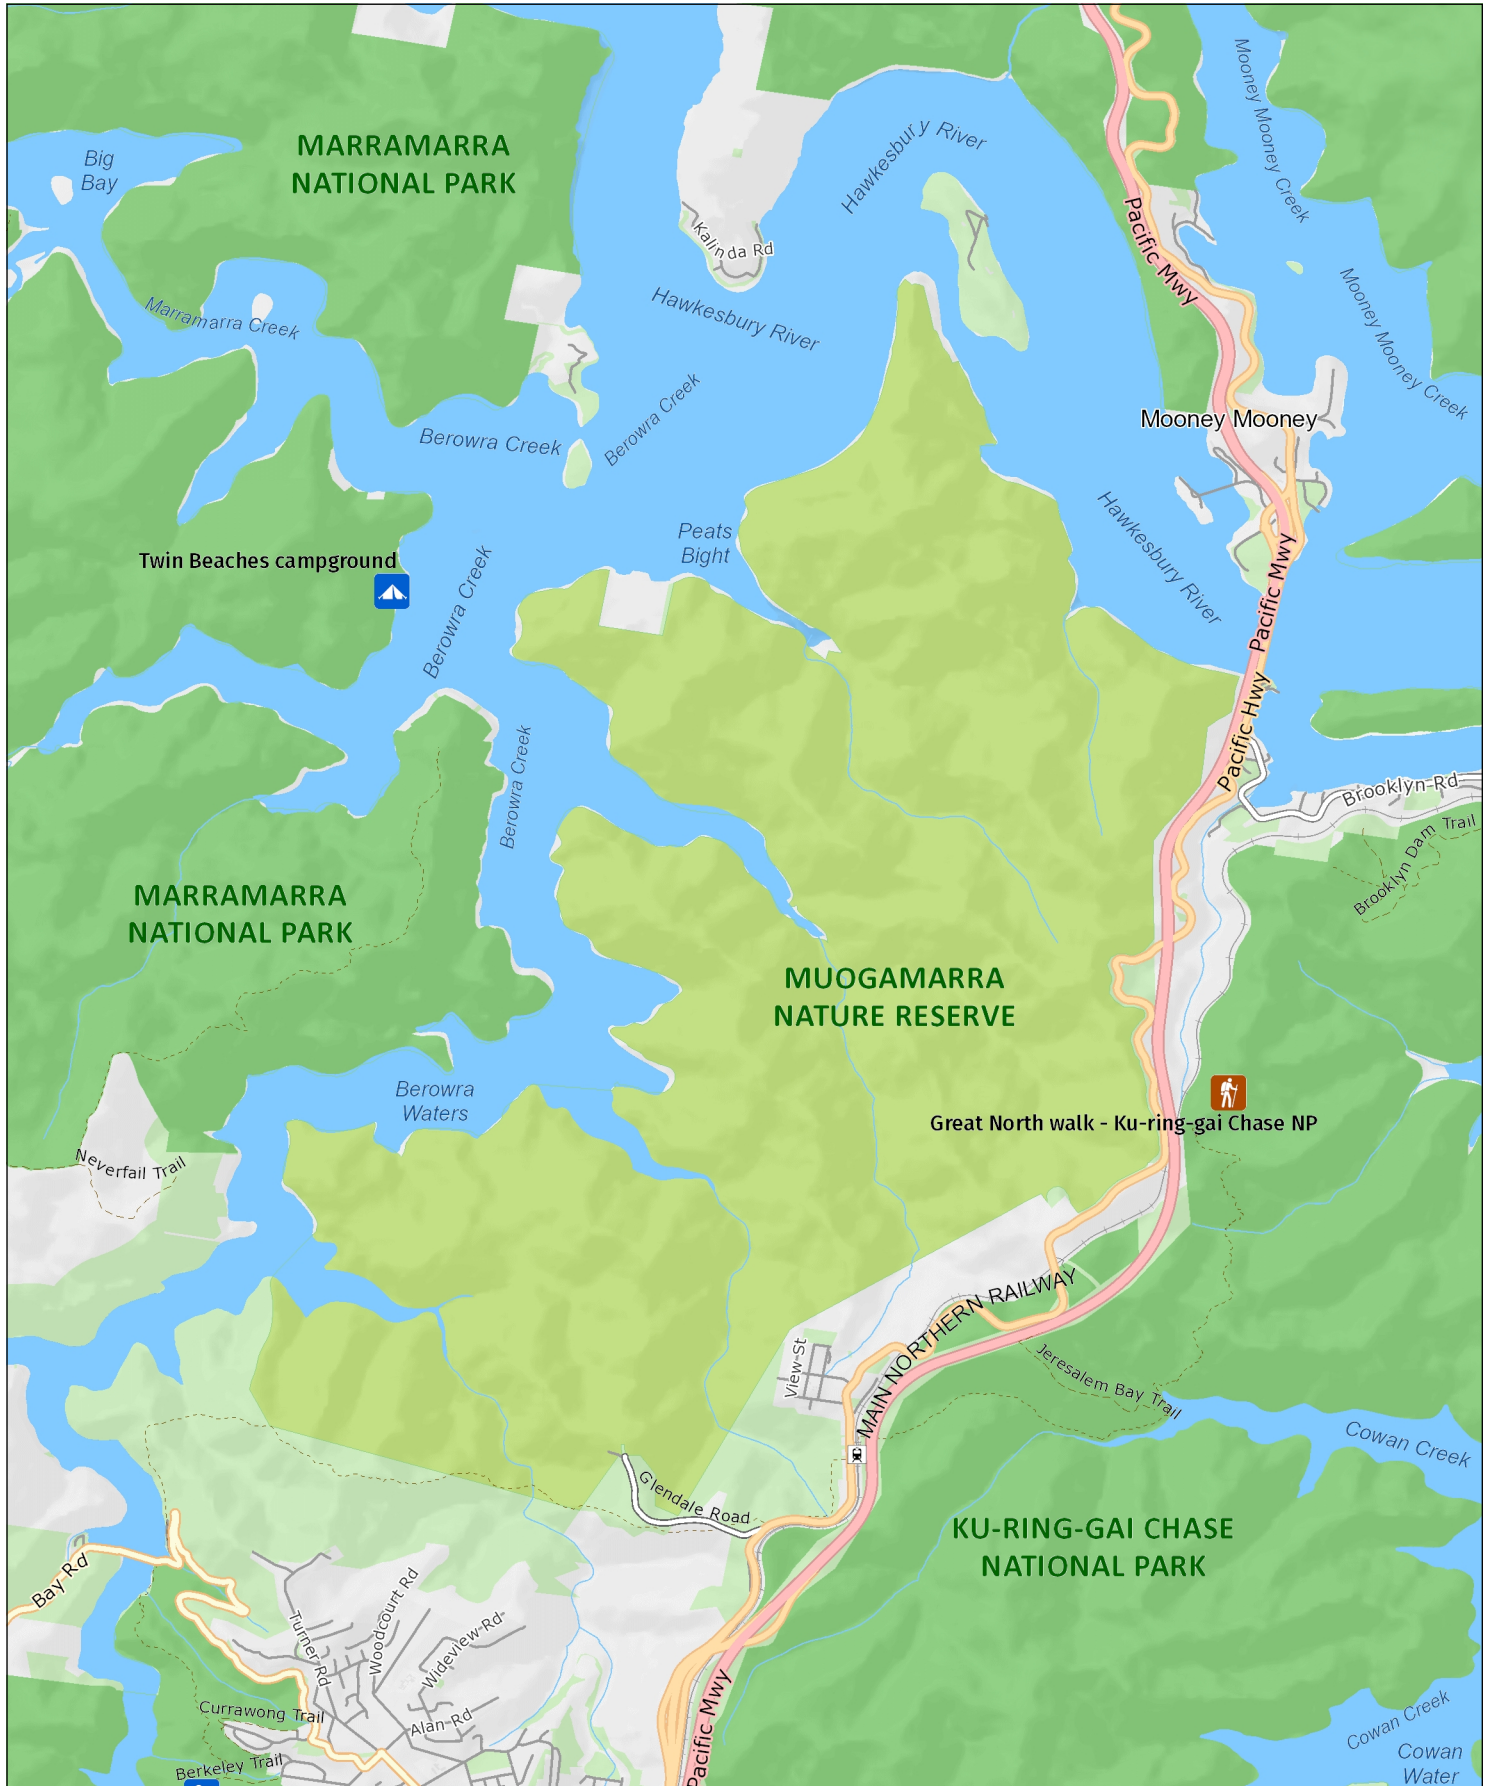 Mooney Mooney Creek
Big
Bay
MARRAMARRA
NATIONAL PARK
Hawkesbury River
Pacific Mwy
Kalinda Rd
Marramarra Creek
Hawkesbury River
Mooney Mooney Creek
Berowra Creek
Berowra Creek
Mooney Mooney
Peats
Bight
Hawkesbury River
Twin Beaches campground
Berowra Creek
Pacific Mwy
Pacific Hwy
Berowra Creek
Brooklyn Rd
Brooklyn Dam Trail
MARRAMARRA
NATIONAL PARK
MUOGAMARRA
NATURE RESERVE
Berowra
Waters
Great North walk - Ku-ring-gai Chase NP
Neverfail Trail
MAIN NORTHERN RAILWAY
View St
Jeresalem Bay Trail
Cowan Creek
Glendale Road
KU-RING-GAI CHASE
NATIONAL PARK
Bay Rd
Turner Rd
Woodcourt Rd
Wideview Rd
Currawong Trail
Alan Rd
Pacific Mwy
Cowan Creek
Cowan
Water
Berkeley Trail